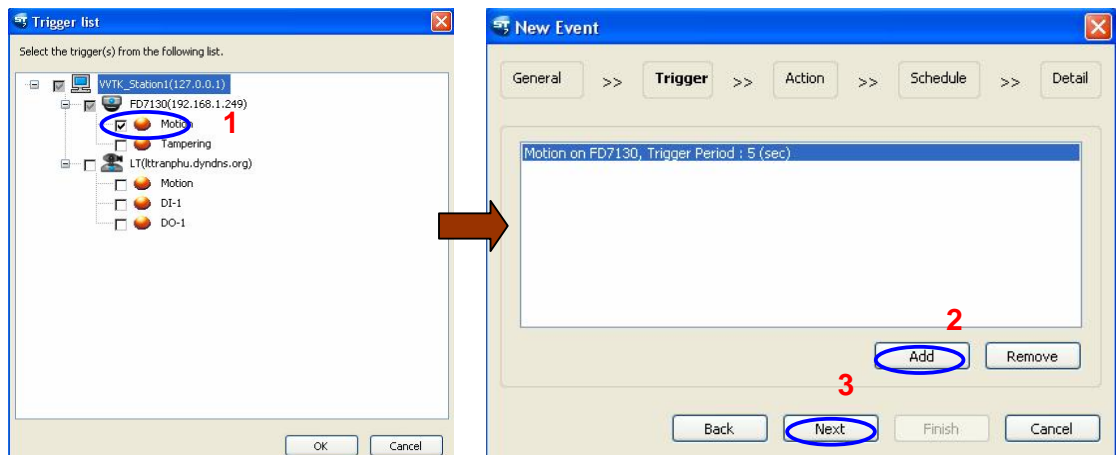 Trigger list
Select the trigger(s) from the following list.
VVTK_Station1(127.0.0.1)
FD7130(192.168.1.249)
Motion
1
Tampering
LT(lttranphu.dyndns.org)
Motion
DI-1
DO-1
OK
Cancel
New Event
General >> Trigger >> Action >> Schedule >> Detail
Motion on FD7130, Trigger Period : 5 (sec)
2
Add
Remove
3
Back
Next
Finish
Cancel